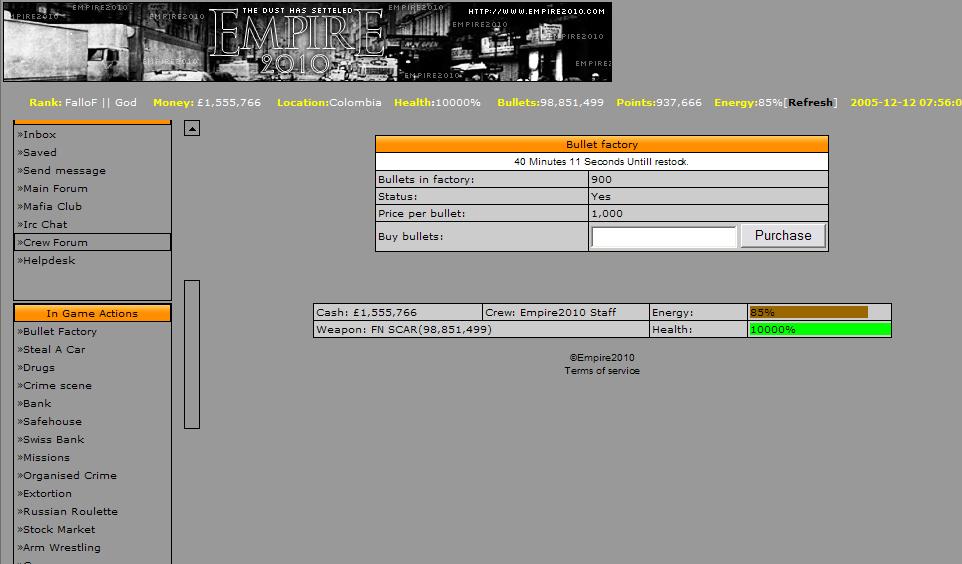 THE DUST HAS SETTELED
HTTP://WWW.EMPIRE2010.COM
EMPIRE
2010
EMPIRE2010
EMPIRE2010
EMPIRE2010
EMPIRE2010
EMPIRE2010
EMPIRE2010
EMPIRE2010
EMPIRE2010
EMPIRE2010
Rank: FalloF || God Money: £1,555,766 Location:Colombia Health:10000% Bullets:98,851,499 Points:937,666 Energy:85%[Refresh] 2005-12-12 07:56:0
»Inbox
»Saved
»Send message
»Main Forum
»Mafia Club
»Irc Chat
»Crew Forum
»Helpdesk
In Game Actions
»Bullet Factory
»Steal A Car
»Drugs
»Crime scene
»Bank
»Safehouse
»Swiss Bank
»Missions
»Organised Crime
»Extortion
»Russian Roulette
»Stock Market
»Arm Wrestling
Bullet factory
40 Minutes 11 Seconds Untill restock.
Bullets in factory: 900
Status: Yes
Price per bullet: 1,000
Buy bullets: Purchase
Cash: £1,555,766 Crew: Empire2010 Staff Energy: 85%
Weapon: FN SCAR(98,851,499) Health: 10000%
©Empire2010
Terms of service